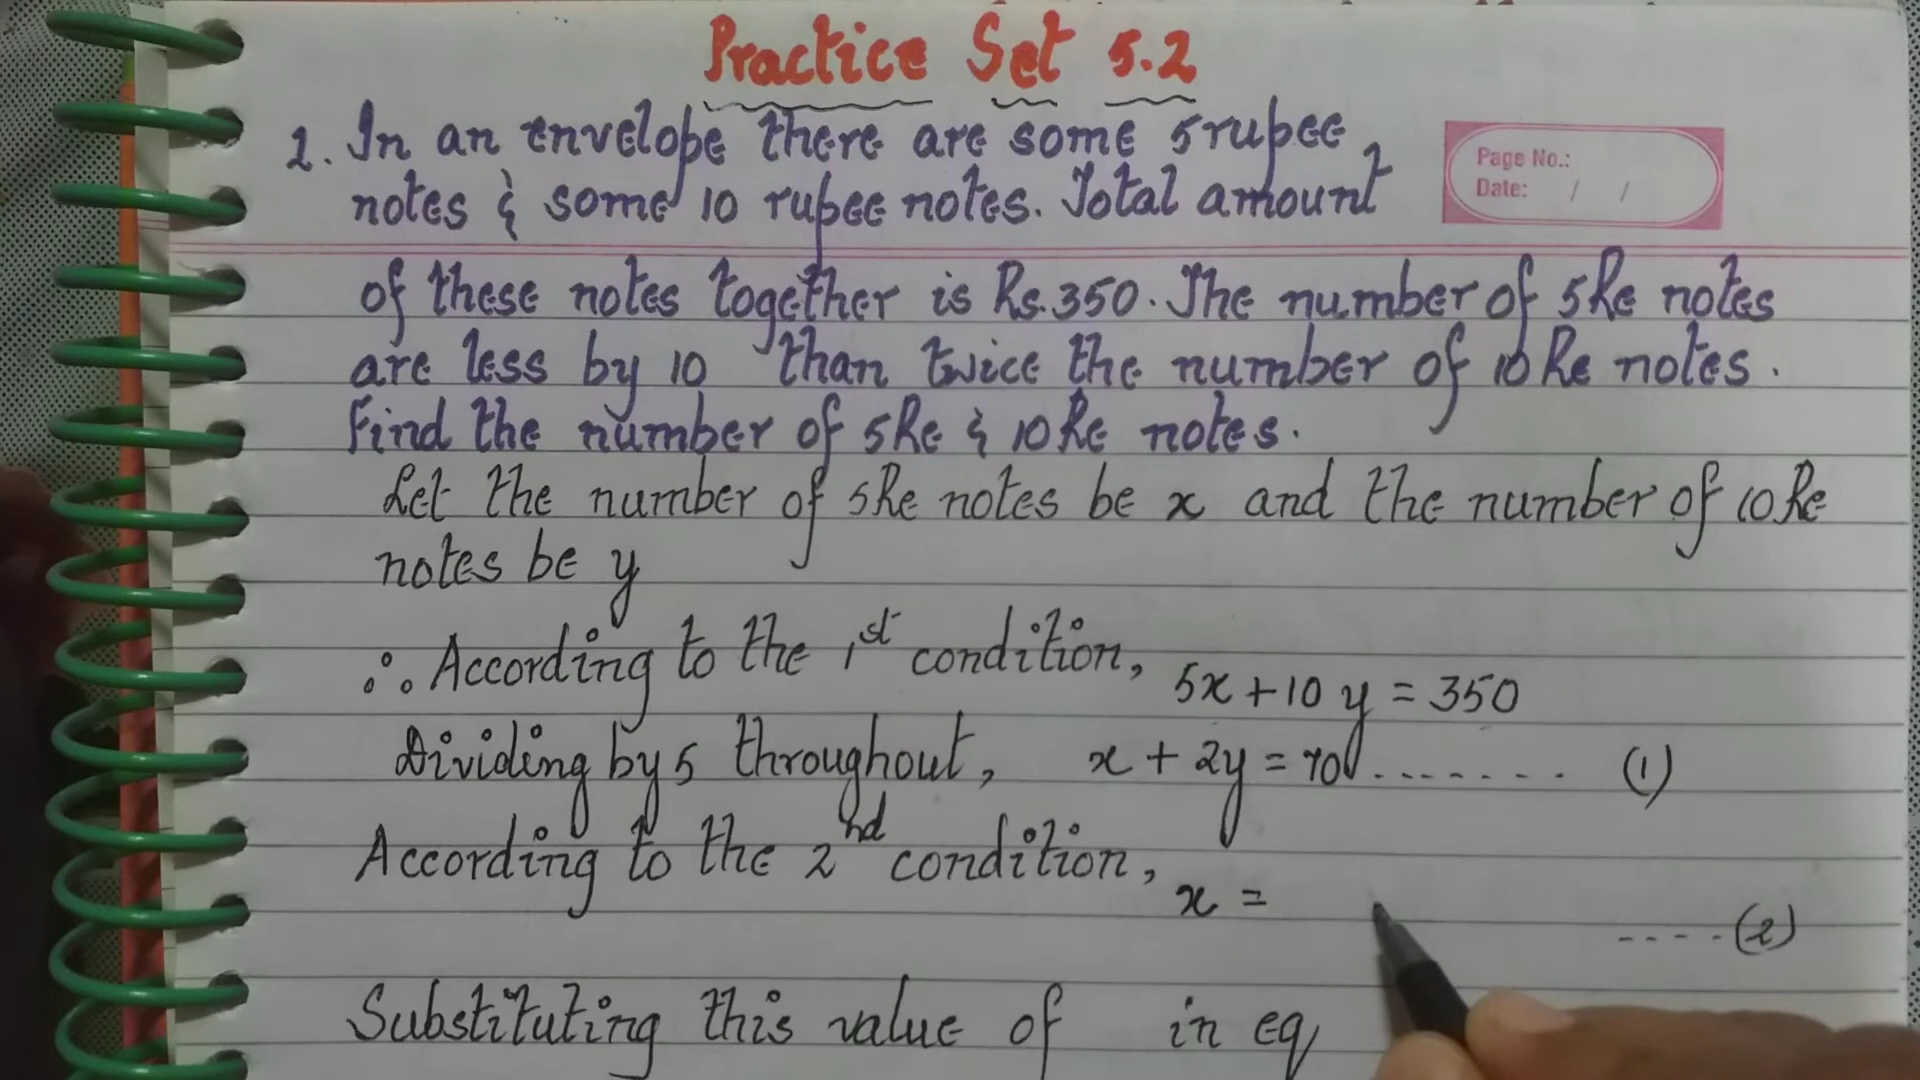 Practice Set 5.2
1. In an envelope there are some 5 rupee
notes & some 10 rupee notes. Total amount
Page No.:
Date: / /
of these notes together is Rs.350. The number of 5Re notes
are less by 10 than twice the number of 10 Re notes.
Find the number of 5Re & 10Re notes.
Let the number of 5Re notes be x and the number of 10Re
notes be y
∴ According to the 1st condition, 5x+10y = 350
Dividing by 5 throughout, x + 2y = 70 ....... (1)
According to the 2nd condition, x = ....(2)
Substituting this value of in eq